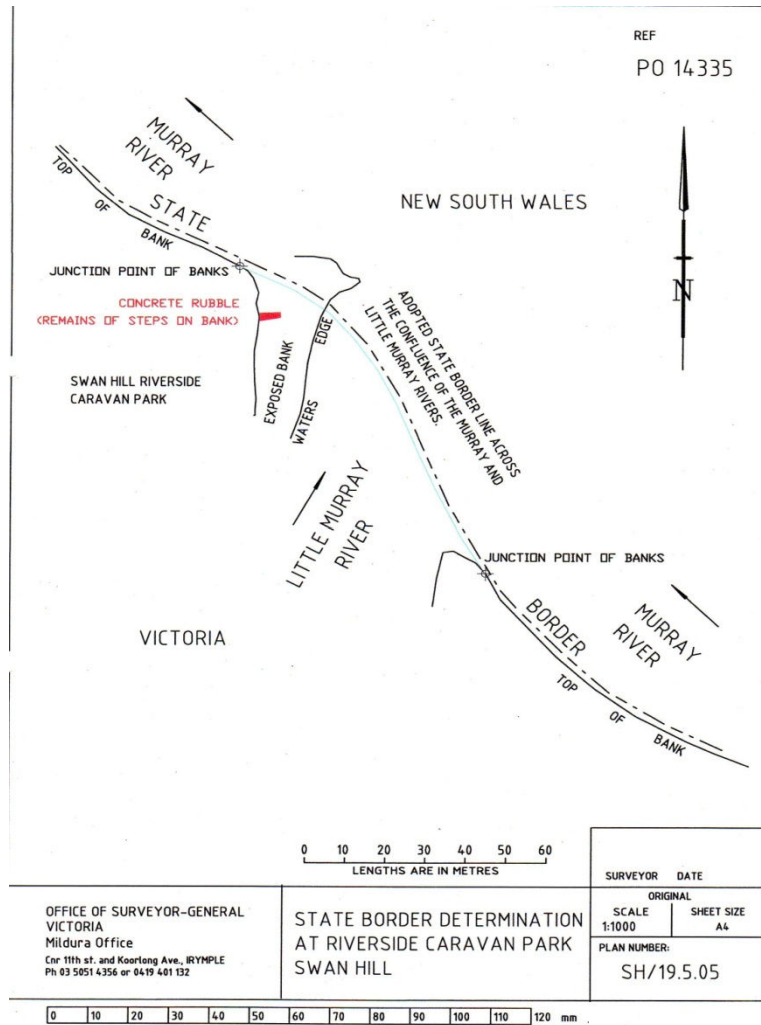 REF
PO 14335
MURRAY
RIVER
NEW SOUTH WALES
STATE
TOP OF BANK
JUNCTION POINT OF BANKS
CONCRETE RUBBLE
(REMAINS OF STEPS ON BANK)
SWAN HILL RIVERSIDE
CARAVAN PARK
EXPOSED BANK
WATERS EDGE
ADOPTED STATE BORDER LINE ACROSS
THE CONFLUENCE OF THE MURRAY AND
LITTLE MURRAY RIVERS.
N
LITTLE MURRAY
RIVER
JUNCTION POINT OF BANKS
VICTORIA
BORDER
MURRAY
RIVER
TOP OF BANK
0 10 20 30 40 50 60
LENGTHS ARE IN METRES
OFFICE OF SURVEYOR-GENERAL
VICTORIA
Mildura Office
Cnr 11th st. and Koorlong Ave., IRYMPLE
Ph 03 5051 4356 or 0419 401 132
STATE BORDER DETERMINATION
AT RIVERSIDE CARAVAN PARK
SWAN HILL
SURVEYOR DATE
ORIGINAL
SCALE
1:1000
SHEET SIZE
A4
PLAN NUMBER:
SH/19.5.05
0 10 20 30 40 50 60 70 80 90 100 110 120 mm